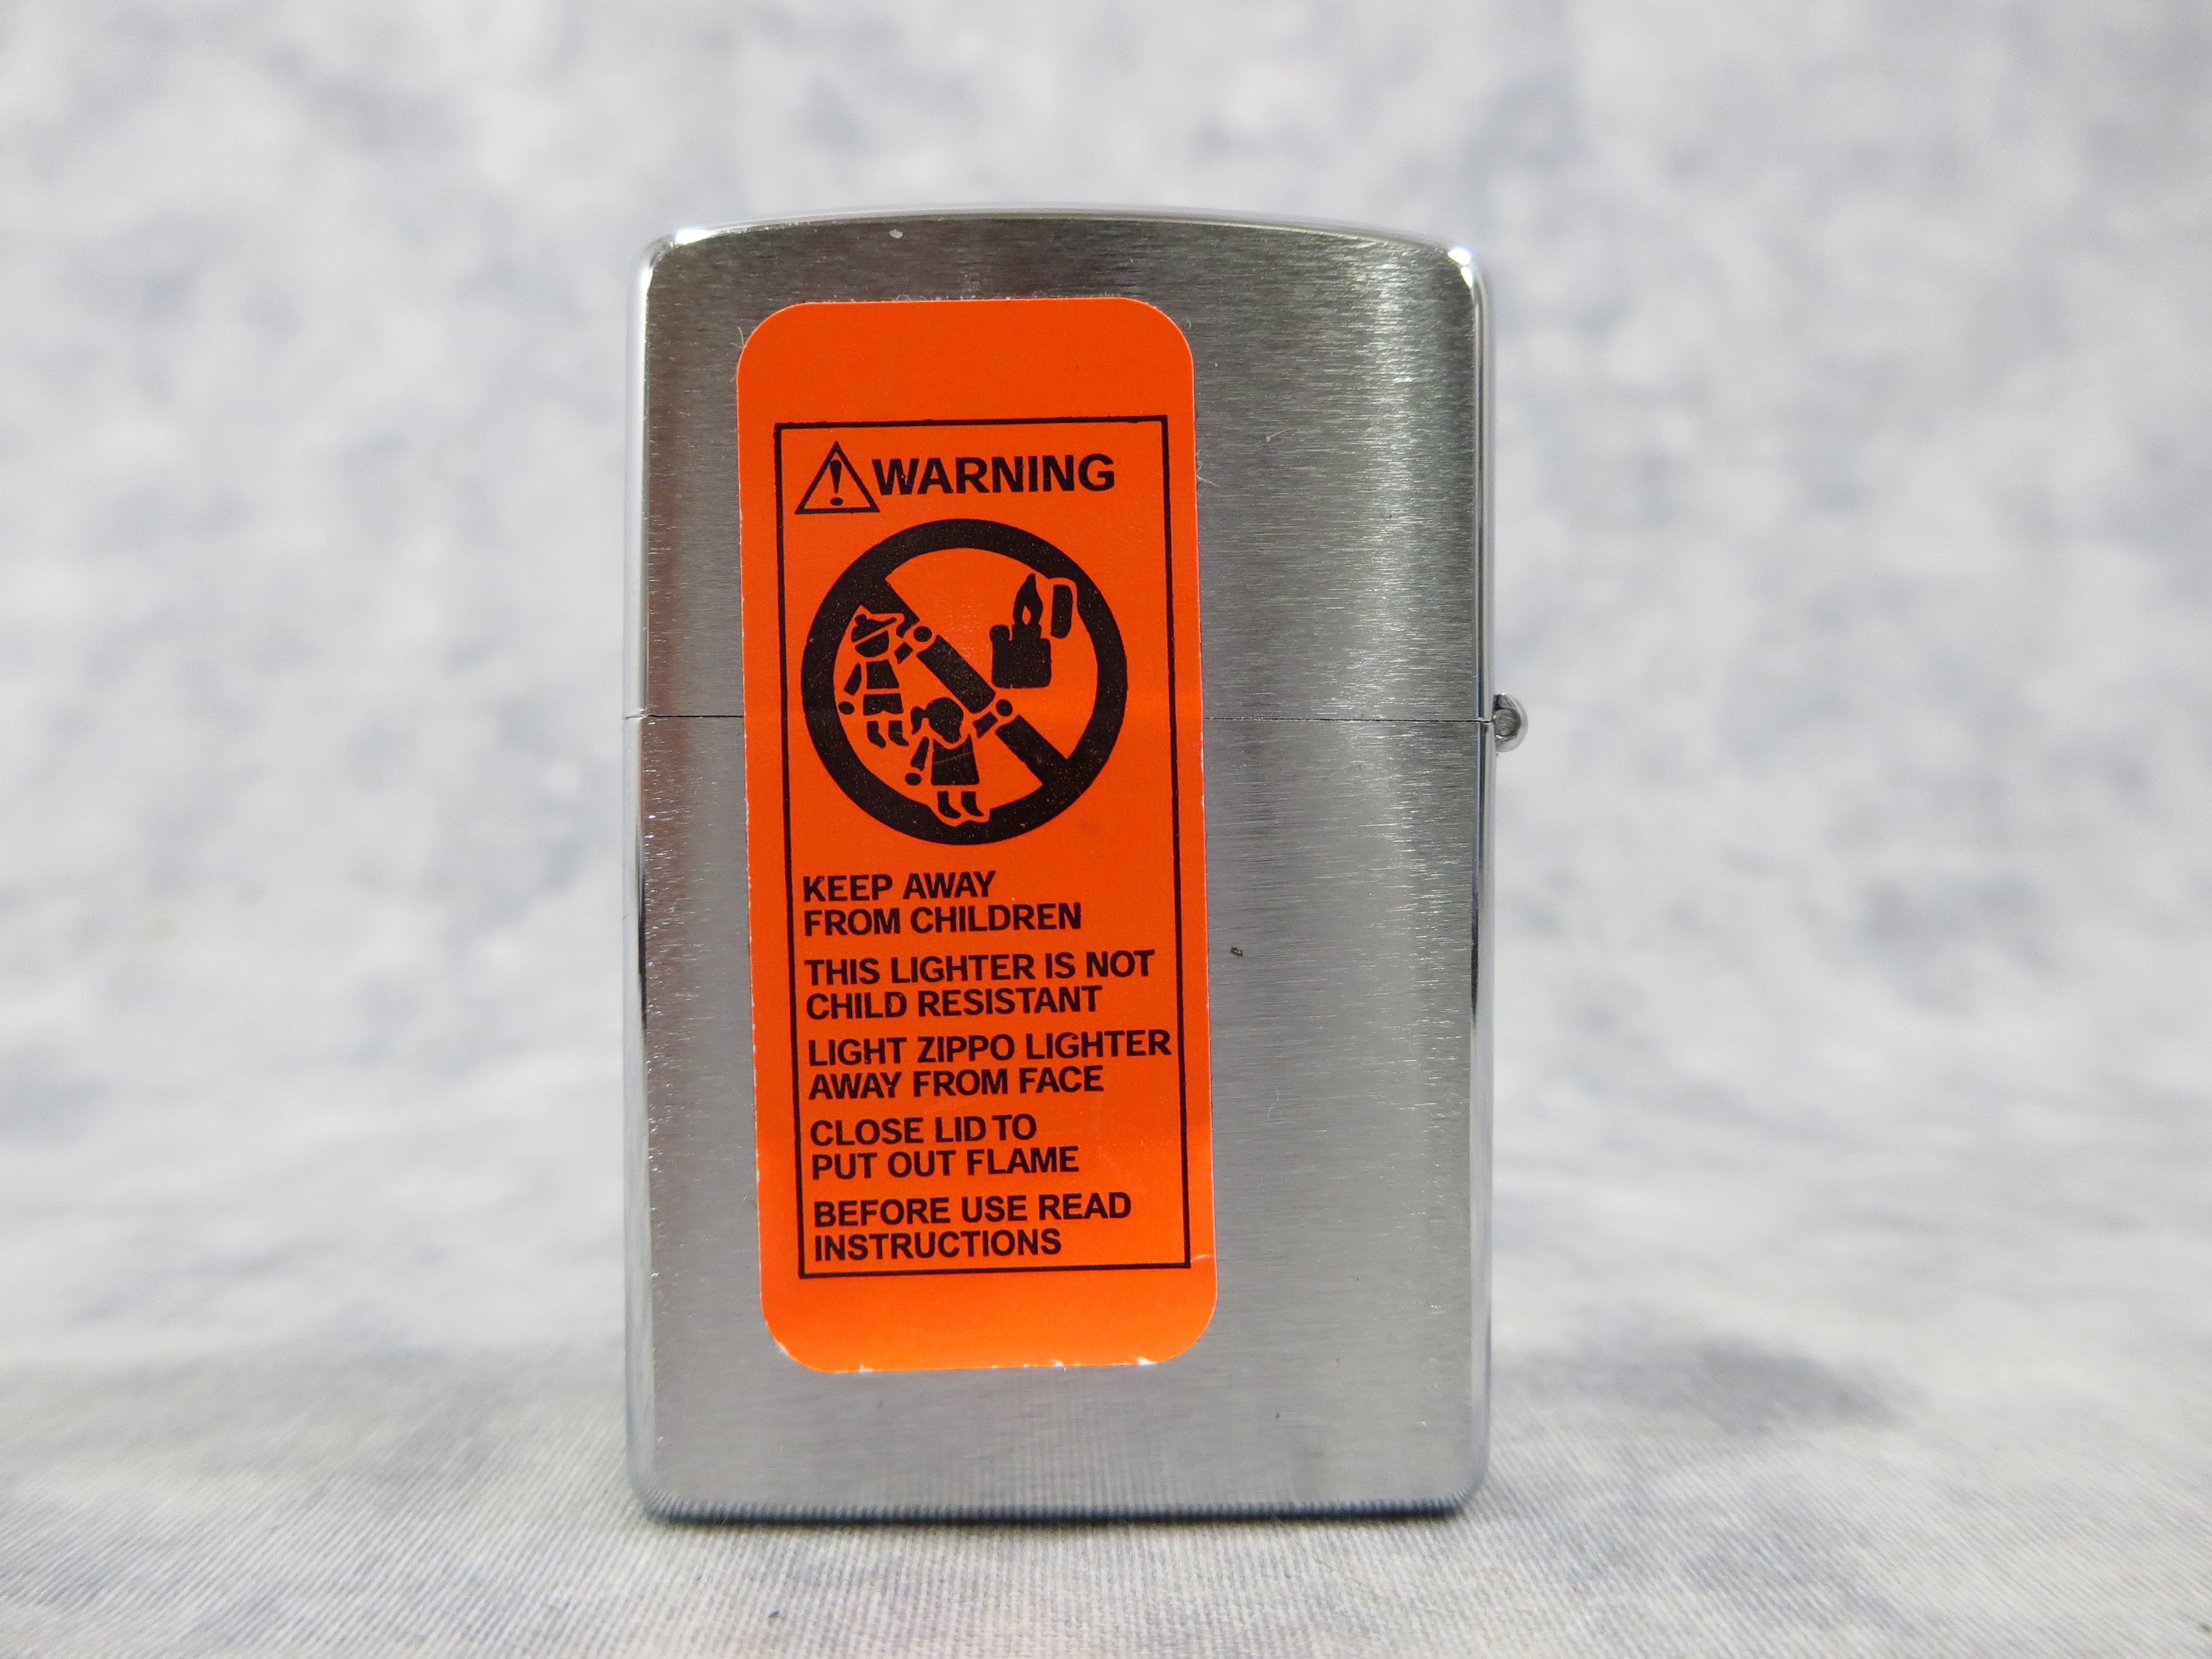 WARNING
KEEP AWAY
FROM CHILDREN
THIS LIGHTER IS NOT
CHILD RESISTANT
LIGHT ZIPPO LIGHTER
AWAY FROM FACE
CLOSE LID TO
PUT OUT FLAME
BEFORE USE READ
INSTRUCTIONS